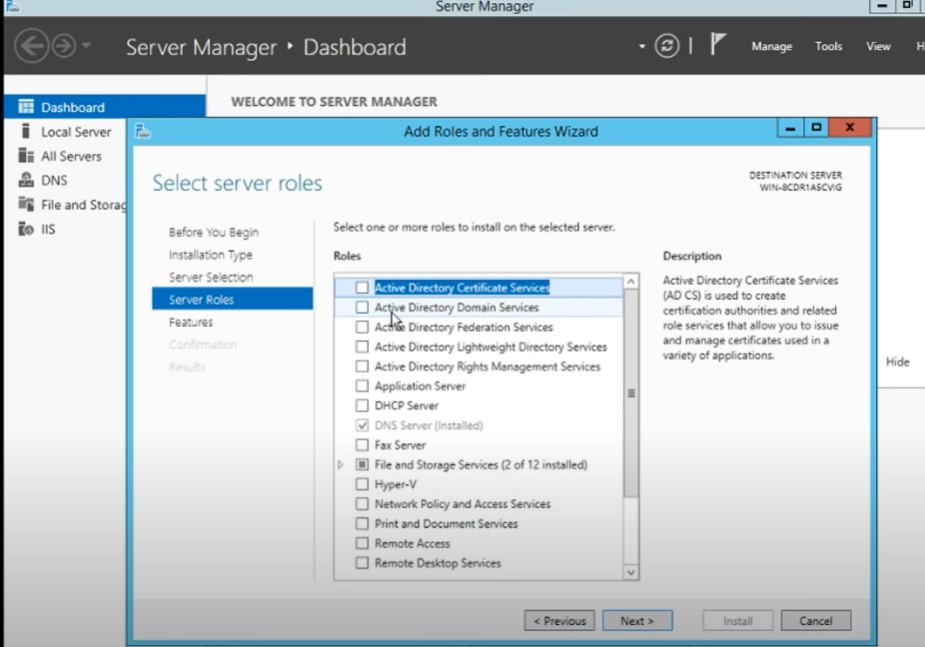 Server Manager
Server Manager • Dashboard
Manage Tools View H
Dashboard
Local Server
All Servers
DNS
File and Storag
IIS
WELCOME TO SERVER MANAGER
Add Roles and Features Wizard
Select server roles
DESTINATION SERVER
WIN-8CDR1A5CVIG
Before You Begin
Installation Type
Server Selection
Server Roles
Features
Confirmation
Results
Select one or more roles to install on the selected server.
Roles
Active Directory Certificate Services
Active Directory Domain Services
Active Directory Federation Services
Active Directory Lightweight Directory Services
Active Directory Rights Management Services
Application Server
DHCP Server
DNS Server (Installed)
Fax Server
File and Storage Services (2 of 12 installed)
Hyper-V
Network Policy and Access Services
Print and Document Services
Remote Access
Remote Desktop Services
Description
Active Directory Certificate Services
(AD CS) is used to create
certification authorities and related
role services that allow you to issue
and manage certificates used in a
variety of applications.
Hide
< Previous
Next >
Install
Cancel